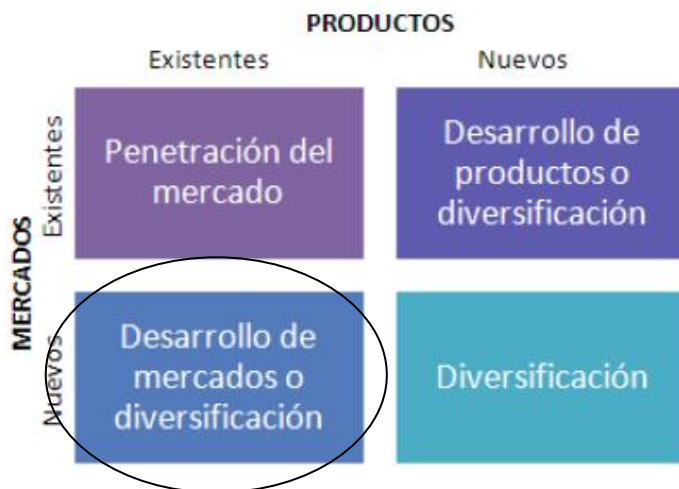 PRODUCTOS
Existentes
Nuevos
MERCADOS
Existentes
Penetración del
mercado
Desarrollo de
productos o
diversificación
Nuevos
Desarrollo de
mercados o
diversificación
Diversificación